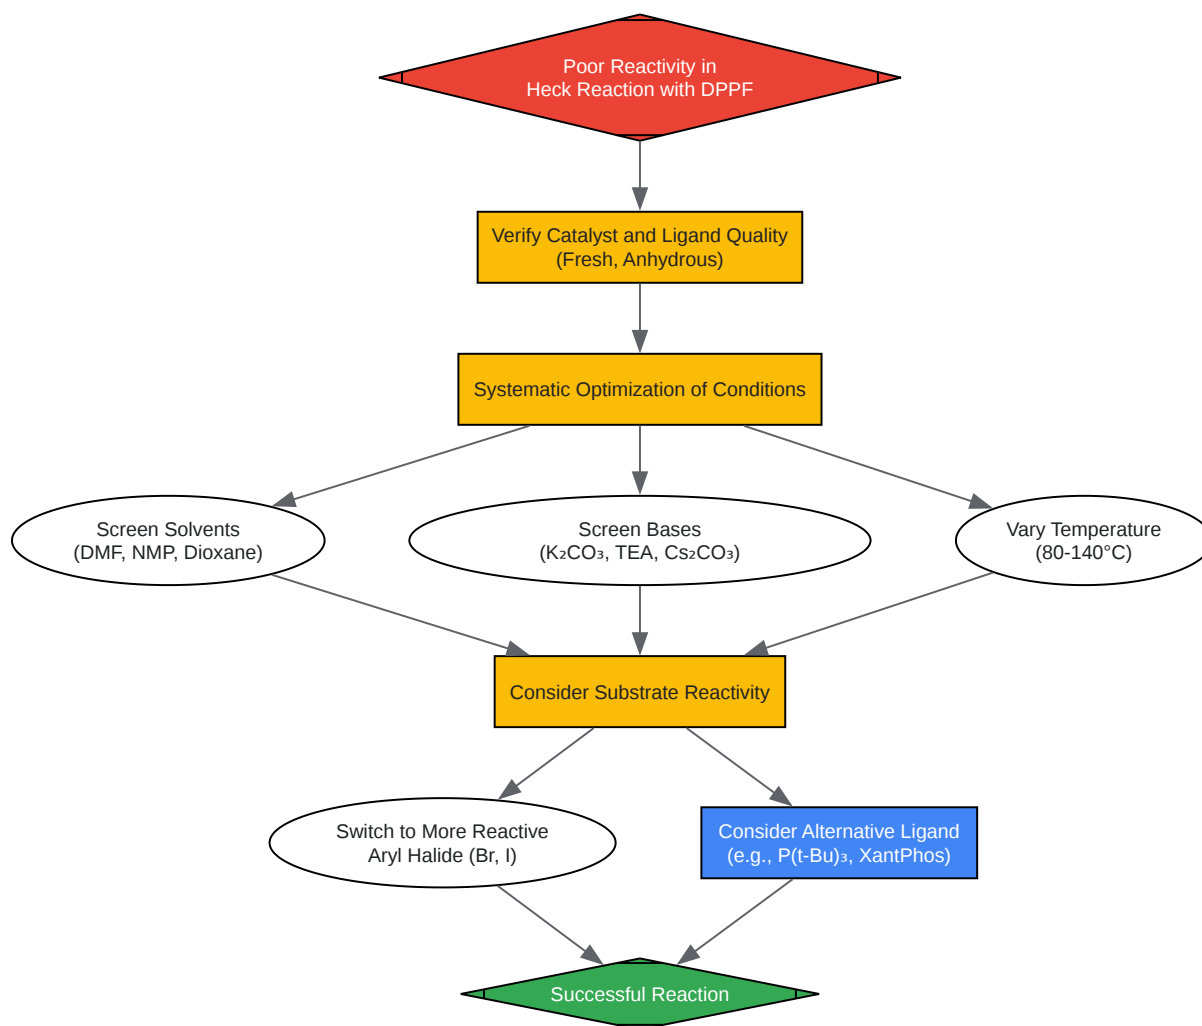 Poor Reactivity in
Heck Reaction with DPPF
Verify Catalyst and Ligand Quality
(Fresh, Anhydrous)
Systematic Optimization of Conditions
Screen Solvents
(DMF, NMP, Dioxane)
Screen Bases
(K₂CO₃, TEA, Cs₂CO₃)
Vary Temperature
(80-140°C)
Consider Substrate Reactivity
Switch to More Reactive
Aryl Halide (Br, I)
Consider Alternative Ligand
(e.g., P(t-Bu)₃, XantPhos)
Successful Reaction